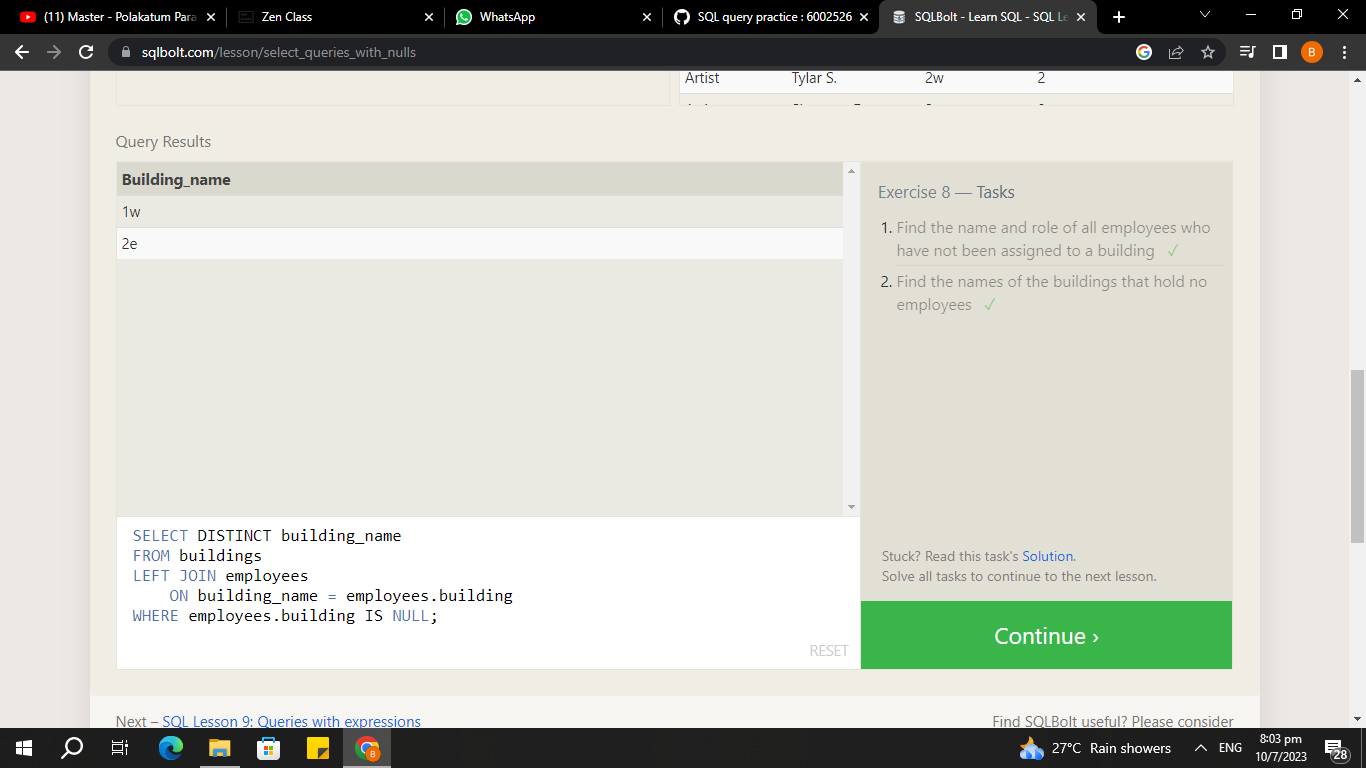 (11) Master - Polakatum Para
Zen Class
WhatsApp
SQL query practice : 6002526
SQLBolt - Learn SQL - SQL Le
sqlbolt.com/lesson/select_queries_with_nulls
B
Artist Tylar S. 2w 2
Query Results
Building_name
1w
2e
Exercise 8 — Tasks
1. Find the name and role of all employees who
have not been assigned to a building ✓
2. Find the names of the buildings that hold no
employees ✓
SELECT DISTINCT building_name
FROM buildings
LEFT JOIN employees
ON building_name = employees.building
WHERE employees.building IS NULL;
RESET
Stuck? Read this task's Solution.
Solve all tasks to continue to the next lesson.
Continue ›
Next – SQL Lesson 9: Queries with expressions
Find SQLBolt useful? Please consider
B
27°C Rain showers
ENG
8:03 pm
10/7/2023
28